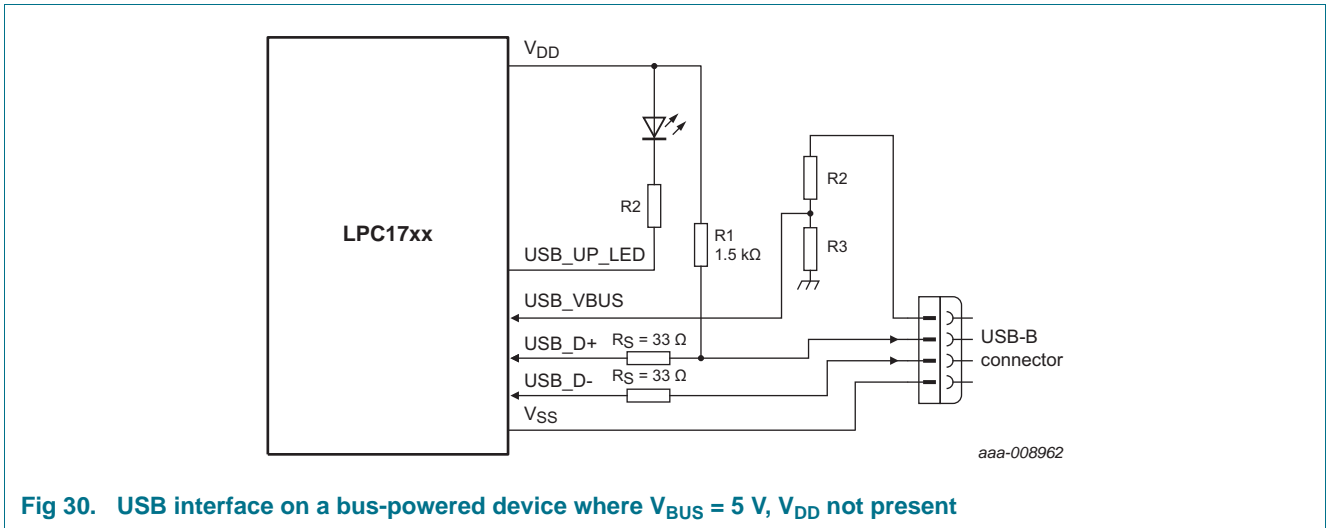 VDD
R2
R2
LPC17xx
R1
1.5 kΩ
R3
USB_UP_LED
USB_VBUS
USB_D+ RS = 33 Ω
USB-B
connector
USB_D- RS = 33 Ω
VSS
aaa-008962
Fig 30. USB interface on a bus-powered device where VBUS = 5 V, VDD not present